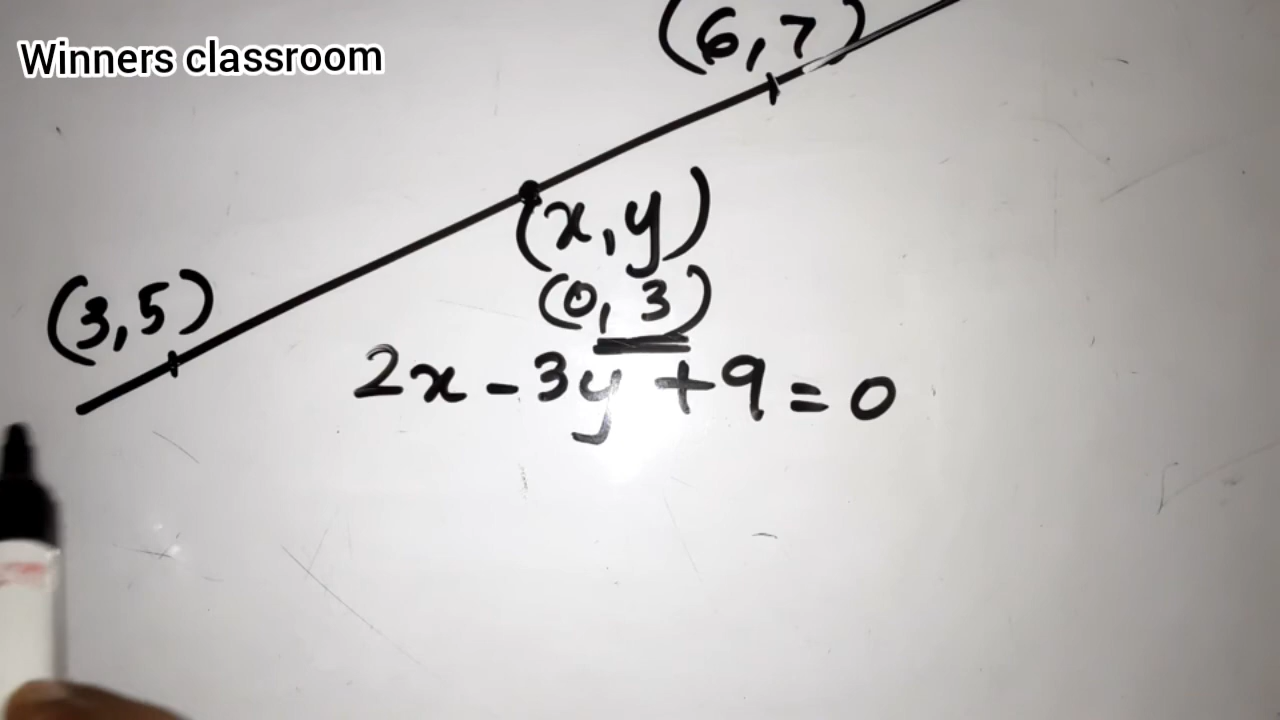 Winners classroom
(6,7)
(x,y)
(3,5)
(0,3)
2x-3y+9=0